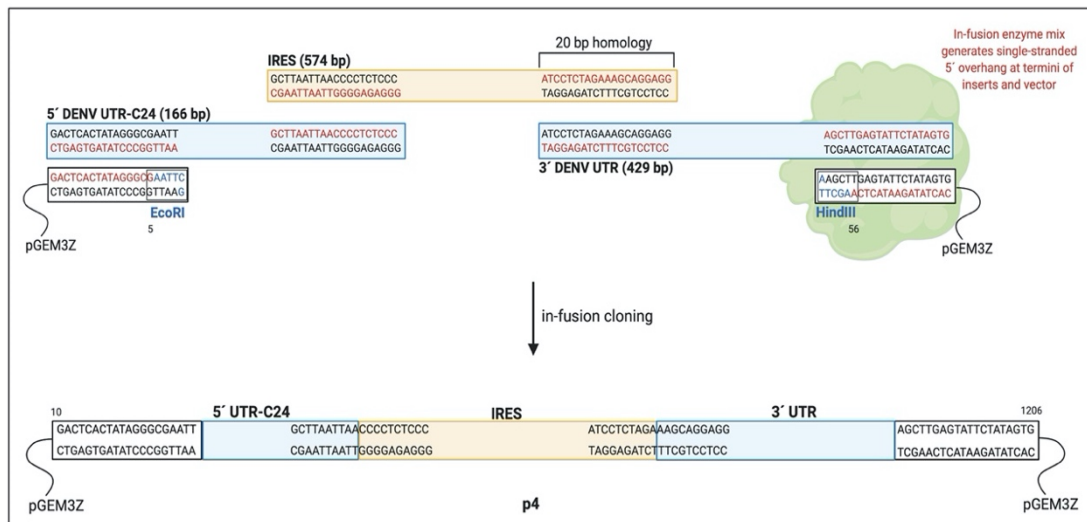 In-fusion enzyme mix
generates single-stranded
5´ overhang at termini of
inserts and vector
20 bp homology
IRES (574 bp)
GCTTAATTAACCCCTCTCCC ATCCTCTAGAAAGCAGGAGG
CGAATTAATTGGGGAGAGGG TAGGAGATCTTTCGTCCTCC
5´ DENV UTR-C24 (166 bp)
GACTCACTATAGGGCGAATT GCTTAATTAACCCCTCTCCC ATCCTCTAGAAAGCAGGAGG AGCTTGAGTATTCTATAGTG
CTGAGTGATATCCCGGTTAA CGAATTAATTGGGGAGAGGG TAGGAGATCTTTCGTCCTCC TCGAACTCATAAGATATCAC
3´ DENV UTR (429 bp)
GACTCACTATAGGGCGAATTC AAGCTTGAGTATTCTATAGTG
CTGAGTGATATCCCGGTTAAG TTCGAACTCATAAGATATCAC
EcoRI HindIII
5 56
pGEM3Z pGEM3Z
in-fusion cloning
10 5´ UTR-C24 IRES 3´ UTR 1206
GACTCACTATAGGGCGAATT GCTTAATTAACCCCTCTCCC ATCCTCTAGAAAGCAGGAGG AGCTTGAGTATTCTATAGTG
CTGAGTGATATCCCGGTTAA CGAATTAATTGGGGAGAGGG TAGGAGATCTTTCGTCCTCC TCGAACTCATAAGATATCAC
pGEM3Z p4 pGEM3Z